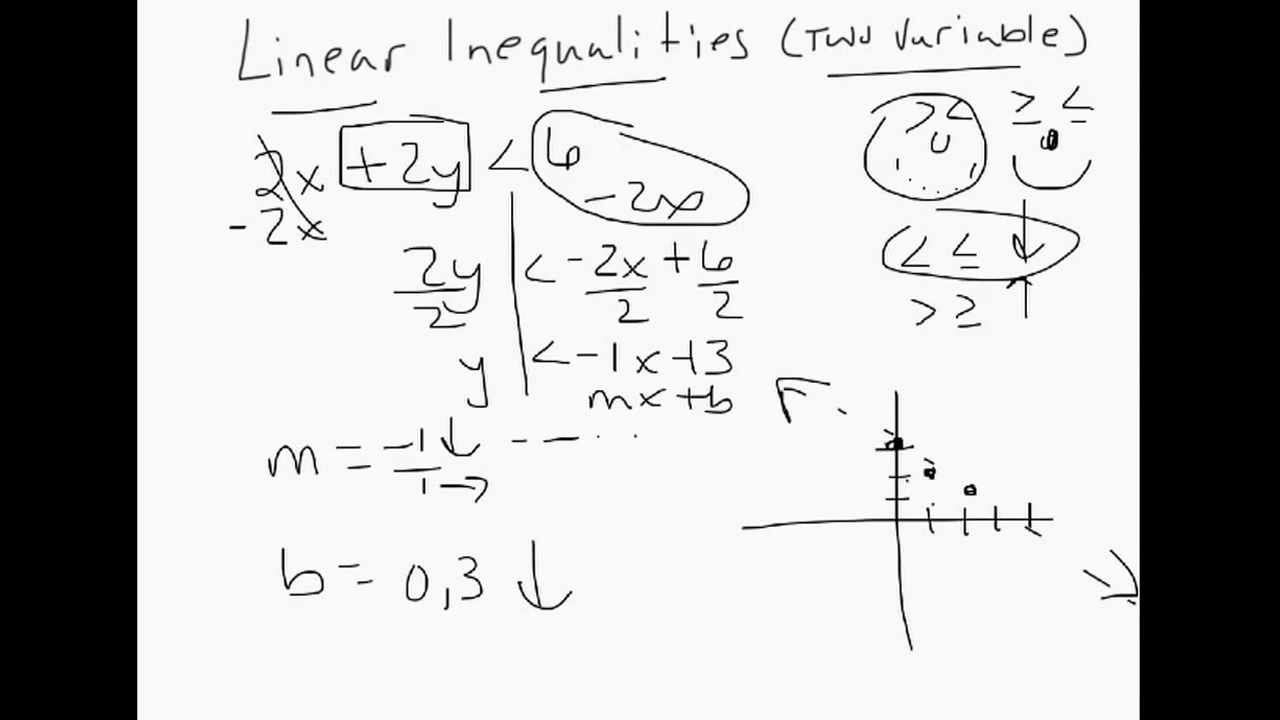 Linear Inequalities (Two Variable)
> < ≥ ≤
2x +2y < 6
-2x -2x
< ≤ ↓
2y/2 < -2x/2 + 6/2
> ≥ ↑
y < -1x +3
mx +b
m = -1↓/1→ - - - -
b = 0,3 ↓